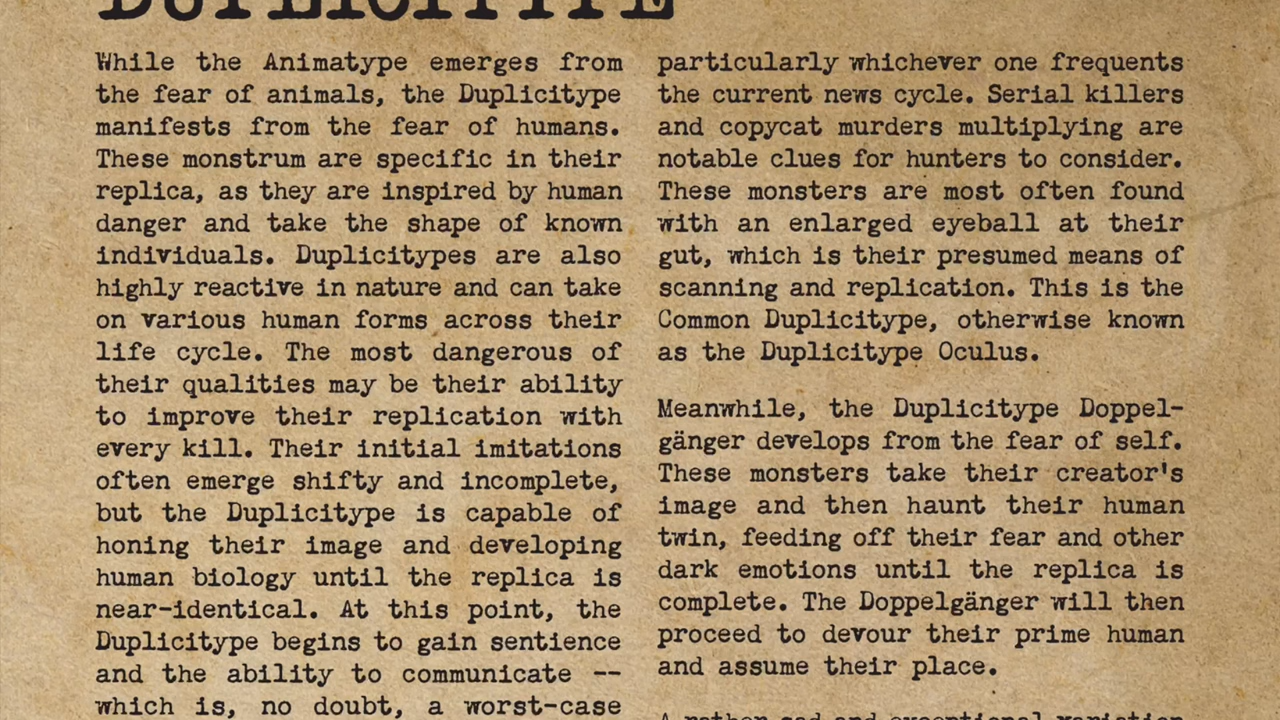 DUPLICITYPE
While the Animatype emerges from
the fear of animals, the Duplicitype
manifests from the fear of humans.
These monstrum are specific in their
replica, as they are inspired by human
danger and take the shape of known
individuals. Duplicitypes are also
highly reactive in nature and can take
on various human forms across their
life cycle. The most dangerous of
their qualities may be their ability
to improve their replication with
every kill. Their initial imitations
often emerge shifty and incomplete,
but the Duplicitype is capable of
honing their image and developing
human biology until the replica is
near-identical. At this point, the
Duplicitype begins to gain sentience
and the ability to communicate --
which is, no doubt, a worst-case
particularly whichever one frequents
the current news cycle. Serial killers
and copycat murders multiplying are
notable clues for hunters to consider.
These monsters are most often found
with an enlarged eyeball at their
gut, which is their presumed means of
scanning and replication. This is the
Common Duplicitype, otherwise known
as the Duplicitype Oculus.
Meanwhile, the Duplicitype Doppel-
gänger develops from the fear of self.
These monsters take their creator's
image and then haunt their human
twin, feeding off their fear and other
dark emotions until the replica is
complete. The Doppelgänger will then
proceed to devour their prime human
and assume their place.
A rather sad and exceptional variation